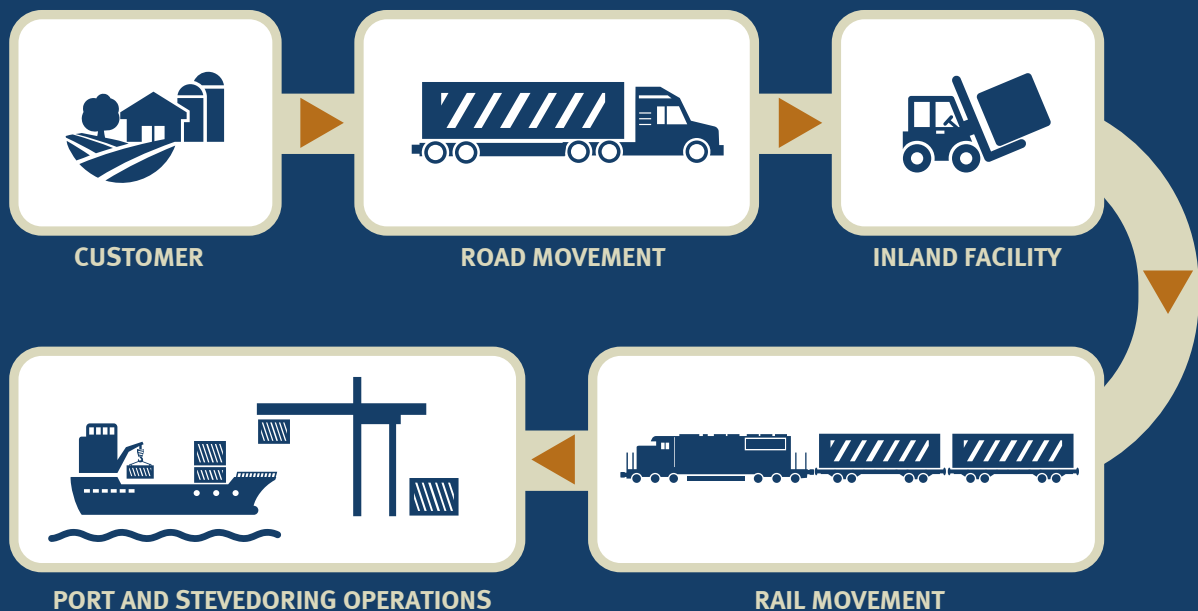 CUSTOMER
ROAD MOVEMENT
INLAND FACILITY
PORT AND STEVEDORING OPERATIONS
RAIL MOVEMENT